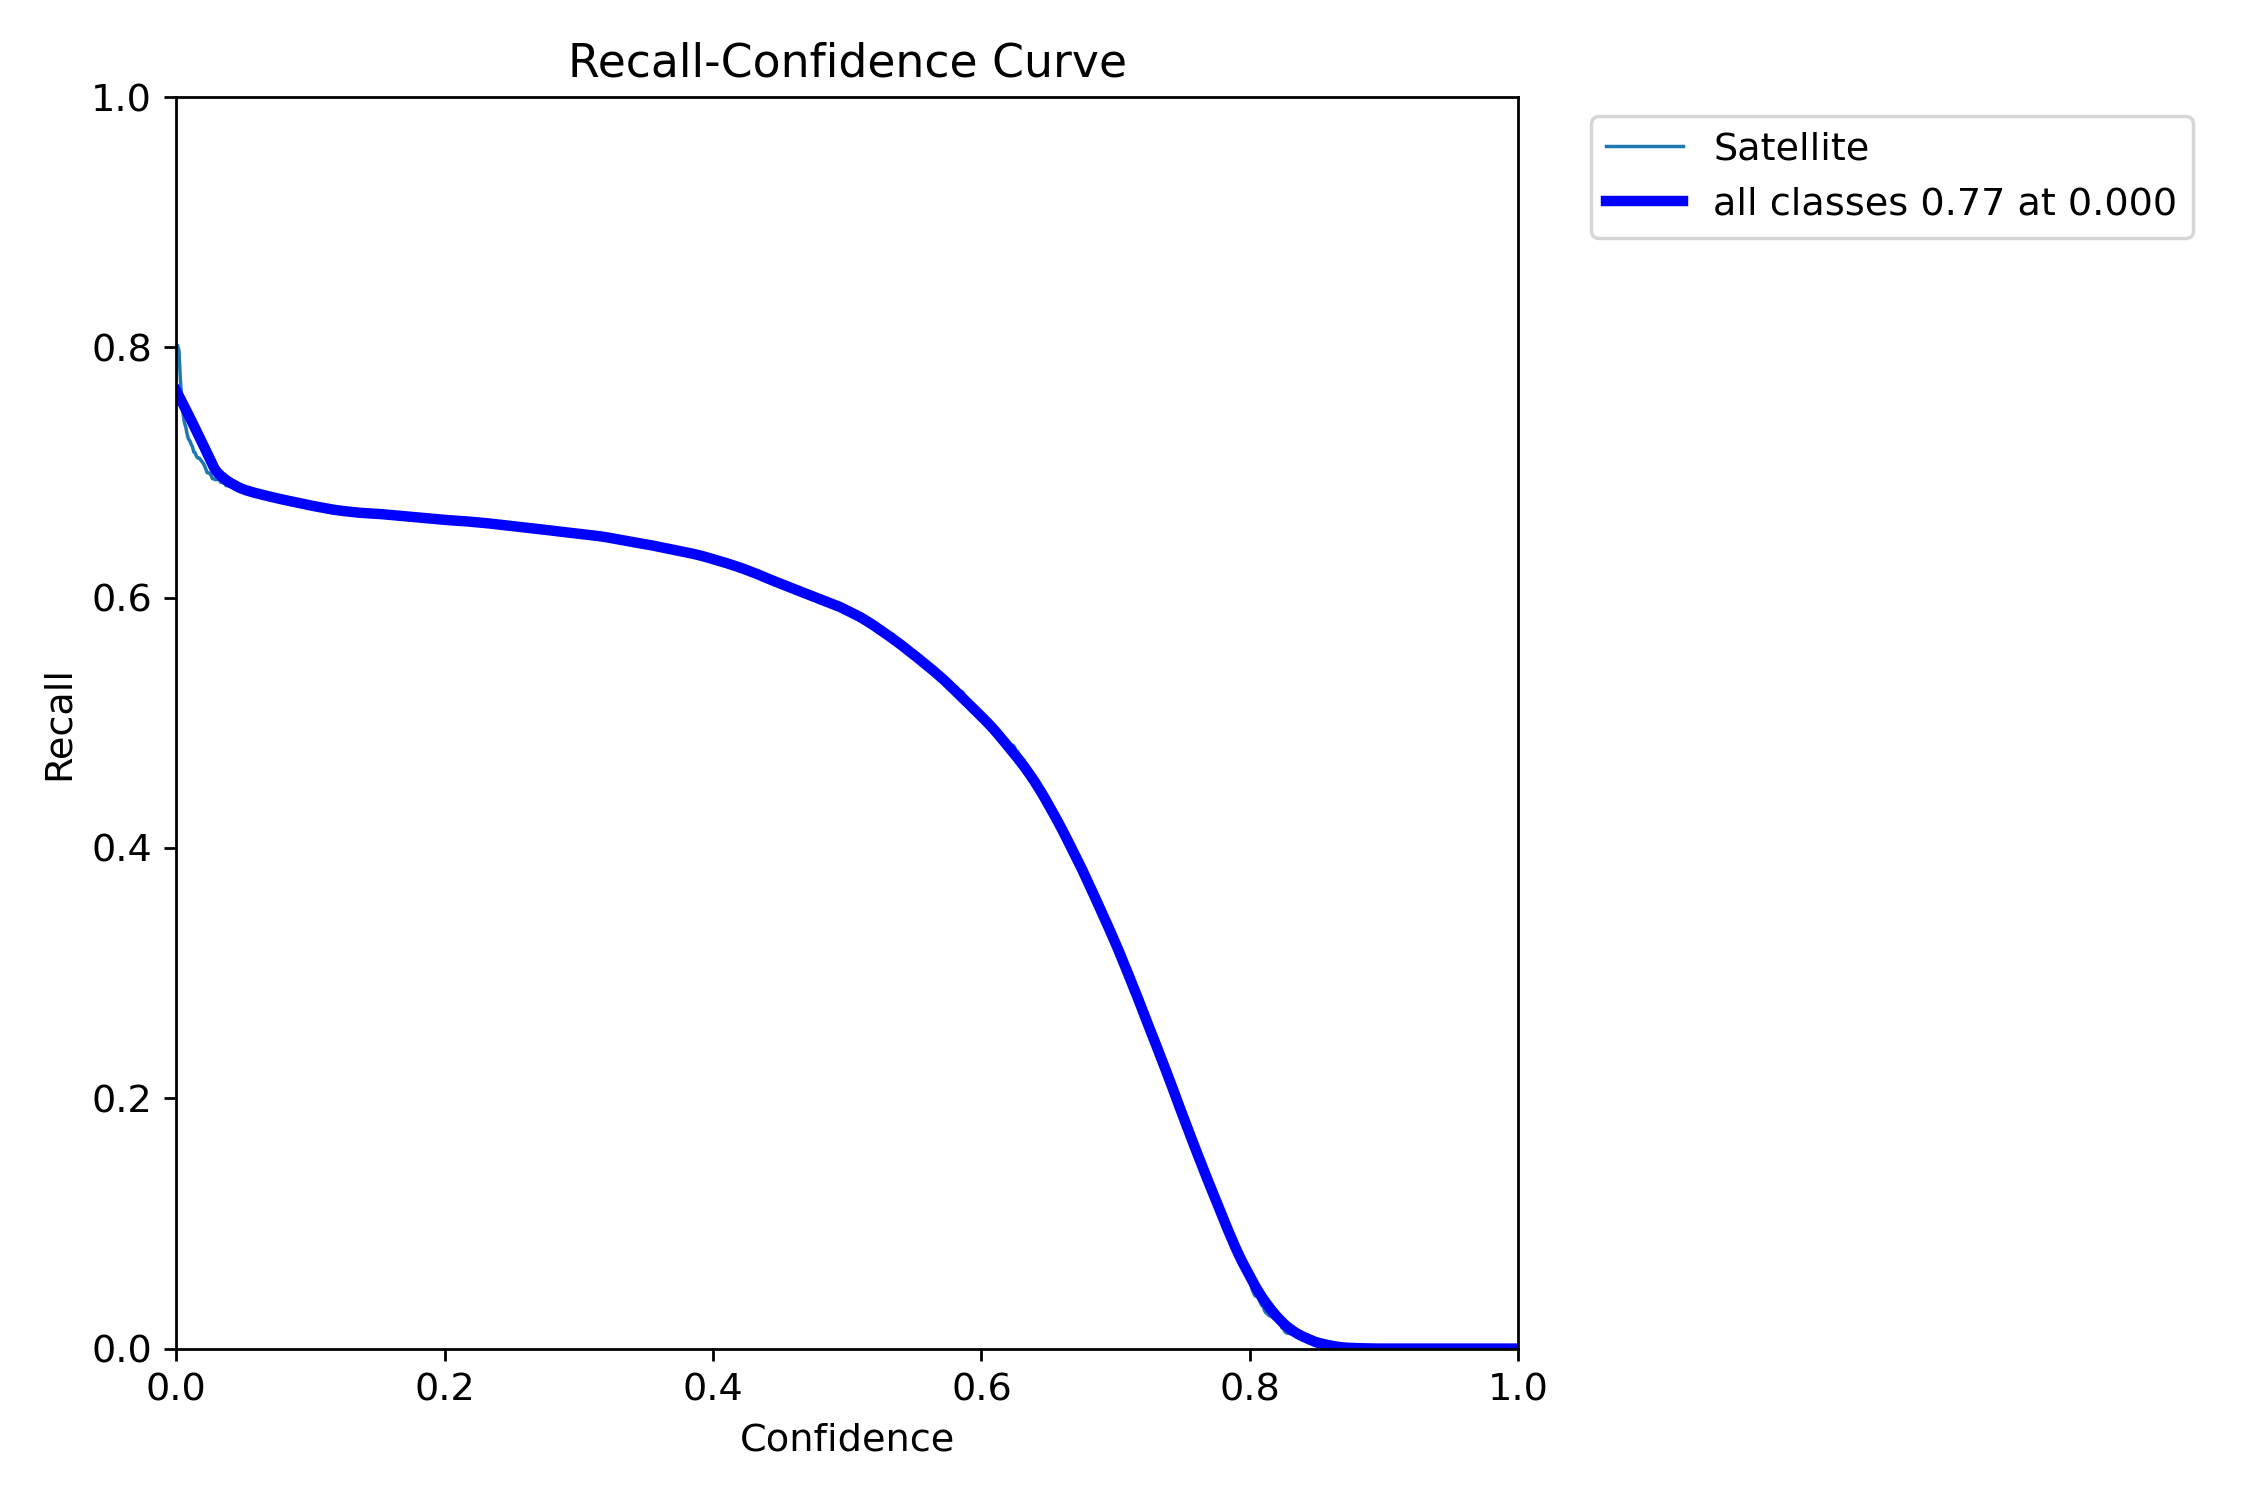 Recall-Confidence Curve
1.0
0.8
0.6
0.4
0.2
0.0
Recall
0.0 0.2 0.4 0.6 0.8 1.0
Confidence
Satellite
all classes 0.77 at 0.000